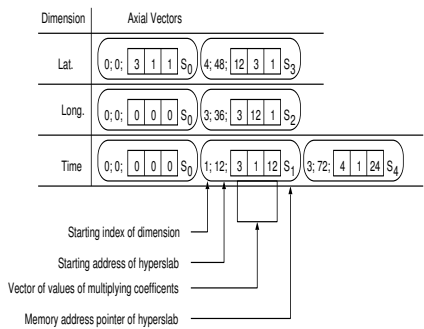 Dimension Axial Vectors
Lat. 0; 0; 3 1 1 S0 4; 48; 12 3 1 S3
Long. 0; 0; 0 0 0 S0 3; 36; 3 12 1 S2
Time 0; 0; 0 0 0 S0 1; 12; 3 1 12 S1 3; 72; 4 1 24 S4
Starting index of dimension
Starting address of hyperslab
Vector of values of multiplying coefficents
Memory address pointer of hyperslab